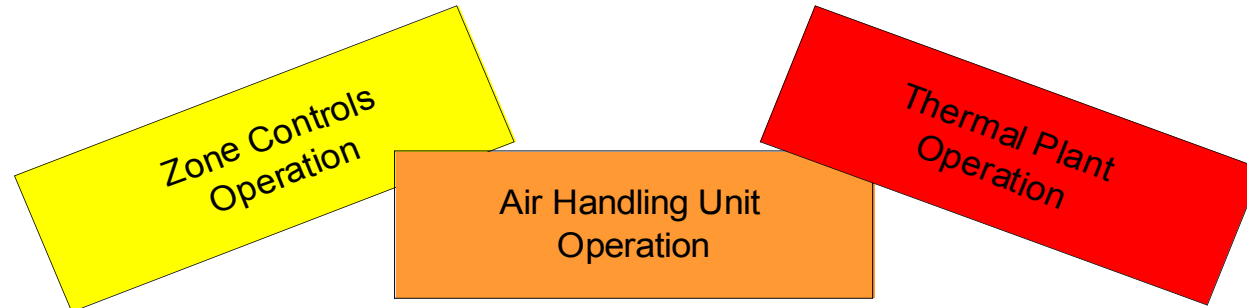 Zone Controls
Operation
Air Handling Unit
Operation
Thermal Plant
Operation